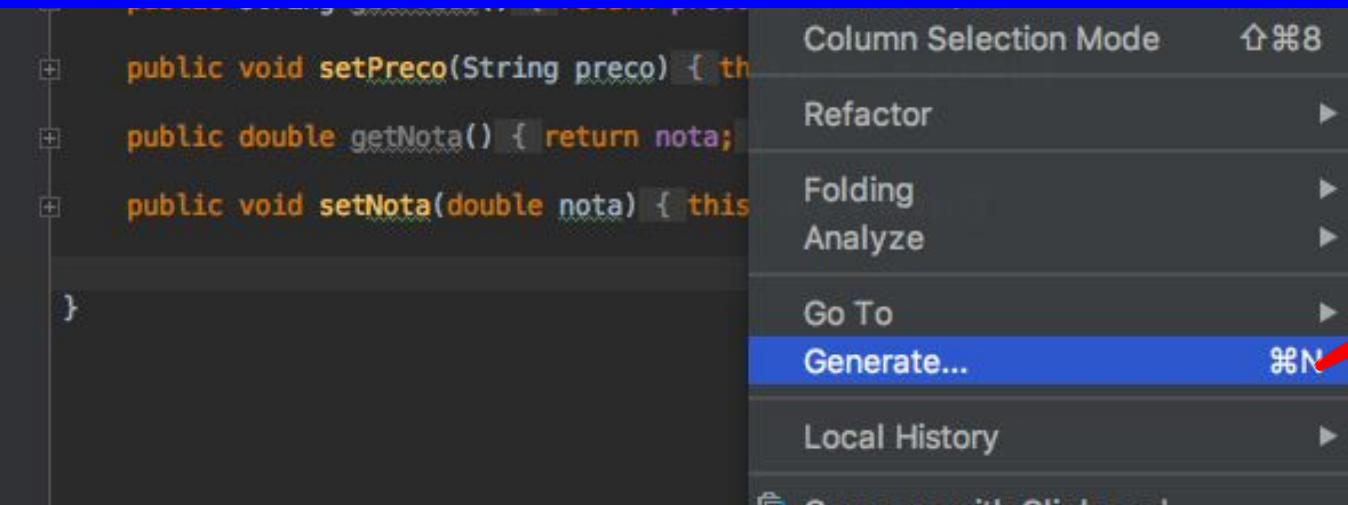 public void setPreco(String preco) { th
public double getNota() { return nota;
public void setNota(double nota) { this
}
Column Selection Mode ⇧⌘8
Refactor
Folding
Analyze
Go To
Generate... ⌘N
Local History